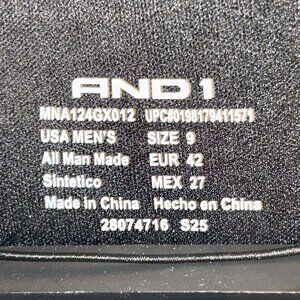 AND1
MNA124GX012 UPC#0198179411571
USA MEN'S SIZE 9
All Man Made EUR 42
Sintetico MEX 27
Made in China Hecho en China
28074716 S25